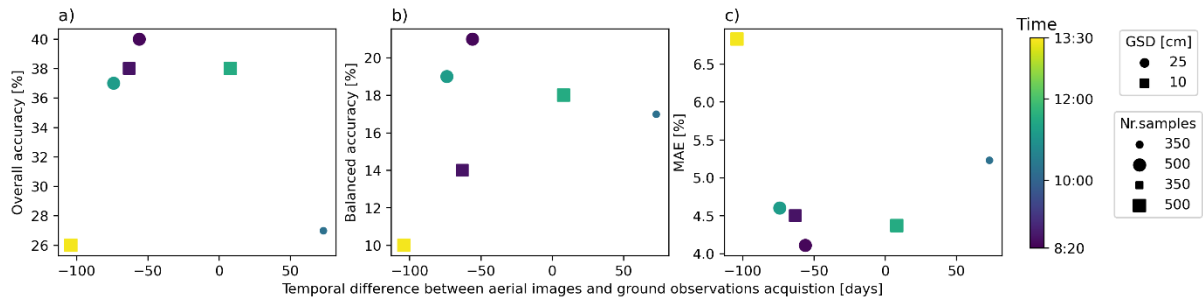 a)
Overall accuracy [%]
40
38
36
34
32
30
28
26
−100 −50 0 50
b)
Balanced accuracy [%]
20
18
16
14
12
10
−100 −50 0 50
c)
MAE [%]
6.5
6.0
5.5
5.0
4.5
4.0
−100 −50 0 50
Temporal difference between aerial images and ground observations acquistion [days]
Time
13:30
12:00
10:00
8:20
GSD [cm]
25
10
Nr.samples
350
500
350
500